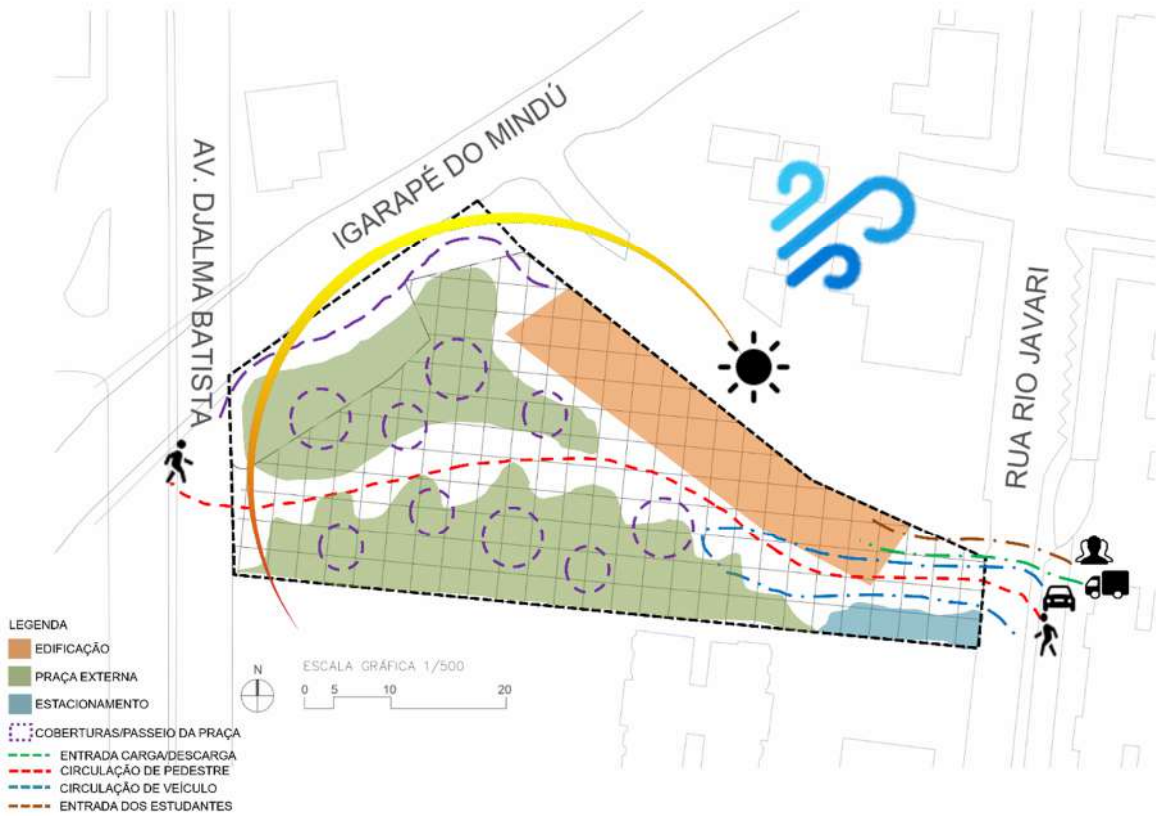 IGARAPÉ DO MINDÚ
AV. DJALMA BATISTA
RUA RIO JAVARI
LEGENDA
EDIFICAÇÃO
PRAÇA EXTERNA
ESTACIONAMENTO
COBERTURAS/PASSEIO DA PRAÇA
ENTRADA CARGA/DESCARGA
CIRCULAÇÃO DE PEDESTRE
CIRCULAÇÃO DE VEÍCULO
ENTRADA DOS ESTUDANTES
N
ESCALA GRÁFICA 1/500
0 5 10 20